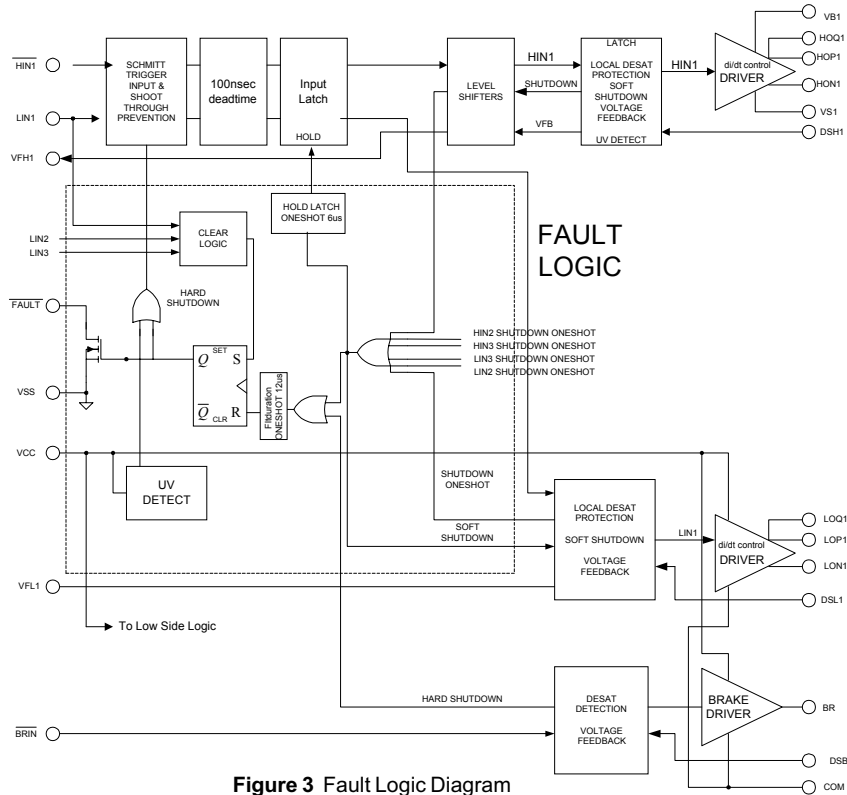 VB1
HOQ1
HOP1
HON1
VS1
DSH1
HIN1
LIN1
VFH1
SCHMITT
TRIGGER
INPUT &
SHOOT
THROUGH
PREVENTION
100nsec
deadtime
Input
Latch
HOLD
LEVEL
SHIFTERS
HIN1
SHUTDOWN
VFB
LATCH
LOCAL DESAT
PROTECTION
SOFT
SHUTDOWN
VOLTAGE
FEEDBACK
UV DETECT
HIN1
di/dt control
DRIVER
HOLD LATCH
ONESHOT 6us
FAULT
LOGIC
CLEAR
LOGIC
LIN2
LIN3
HARD
SHUTDOWN
FAULT
VSS
VCC
Q SET S
Q CLR R
Fltduration
ONESHOT 12us
HIN2 SHUTDOWN ONESHOT
HIN3 SHUTDOWN ONESHOT
LIN3 SHUTDOWN ONESHOT
LIN2 SHUTDOWN ONESHOT
UV
DETECT
SHUTDOWN
ONESHOT
SOFT
SHUTDOWN
LOCAL DESAT
PROTECTION
SOFT SHUTDOWN
VOLTAGE
FEEDBACK
LIN1
di/dt control
DRIVER
LOQ1
LOP1
LON1
DSL1
VFL1
To Low Side Logic
HARD SHUTDOWN
DESAT
DETECTION
VOLTAGE
FEEDBACK
BRAKE
DRIVER
BR
BRIN
DSB
COM
Figure 3 Fault Logic Diagram